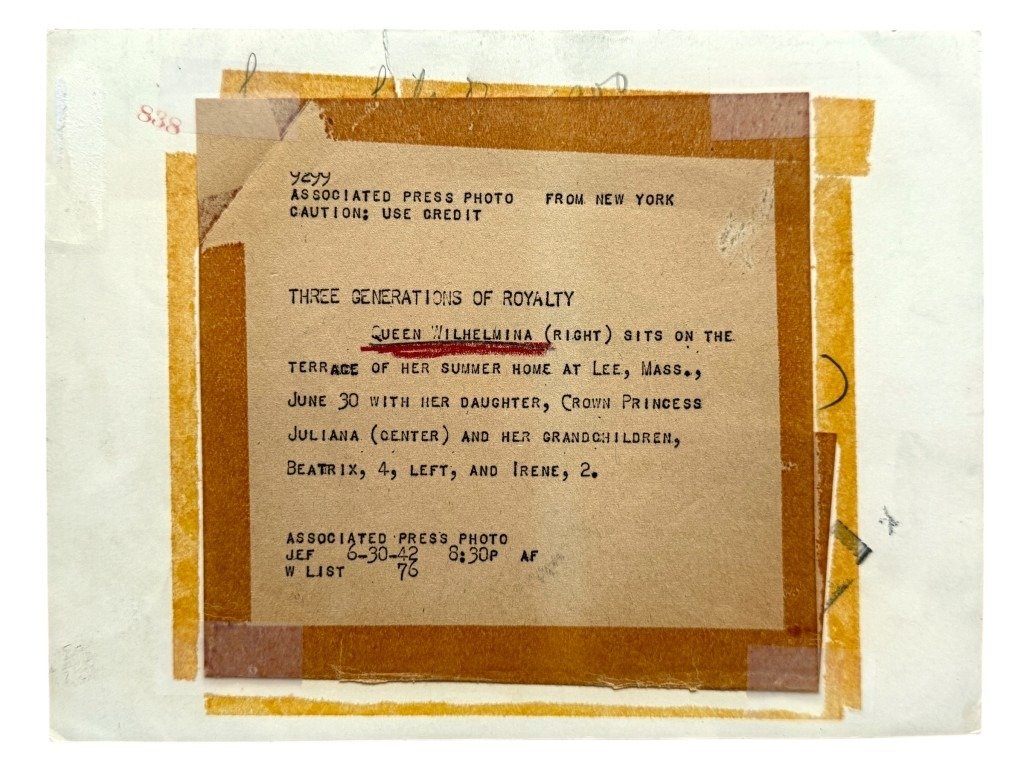 838
ASSOCIATED PRESS PHOTO FROM NEW YORK
CAUTION: USE CREDIT
THREE GENERATIONS OF ROYALTY
QUEEN WILHELMINA (RIGHT) SITS ON THE
TERRACE OF HER SUMMER HOME AT LEE, MASS.,
JUNE 30 WITH HER DAUGHTER, CROWN PRINCESS
JULIANA (CENTER) AND HER GRANDCHILDREN,
BEATRIX, 4, LEFT, AND IRENE, 2.
ASSOCIATED PRESS PHOTO
JEF 6-30-42 8:30P AF
W LIST 76